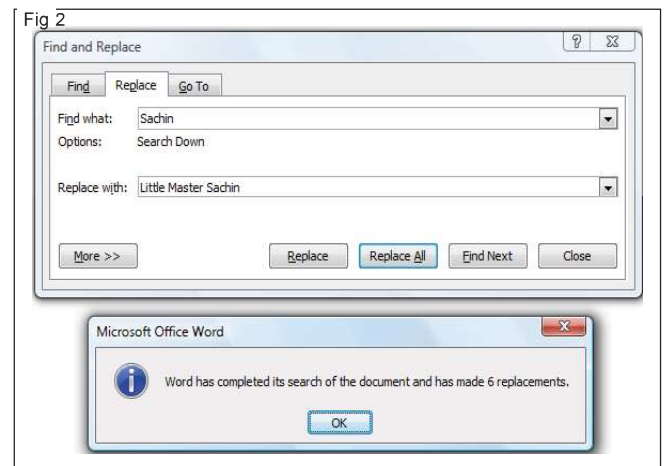 Fig 2
Find and Replace
Find Replace Go To
Find what: Sachin
Options: Search Down
Replace with: Little Master Sachin
More >> Replace Replace All Find Next Close
Microsoft Office Word
Word has completed its search of the document and has made 6 replacements.
OK